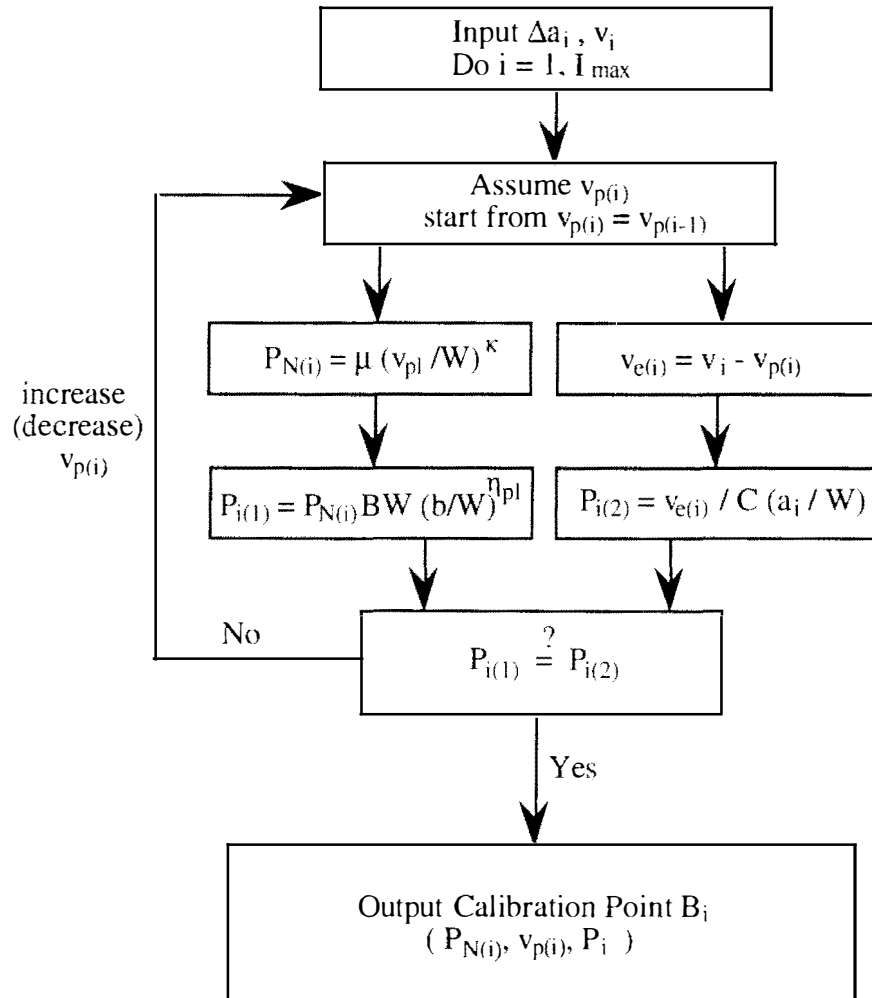 Input Δa_i , v_i
Do i = 1, I_max
Assume v_p(i)
start from v_p(i) = v_p(i-1)
P_N(i) = μ (v_pl /W)^κ
v_e(i) = v_i - v_p(i)
increase
(decrease)
v_p(i)
P_i(1) = P_N(i) BW (b/W)^η_pl
P_i(2) = v_e(i) / C (a_i / W)
No
?
P_i(1) = P_i(2)
Yes
Output Calibration Point B_i
( P_N(i), v_p(i), P_i )